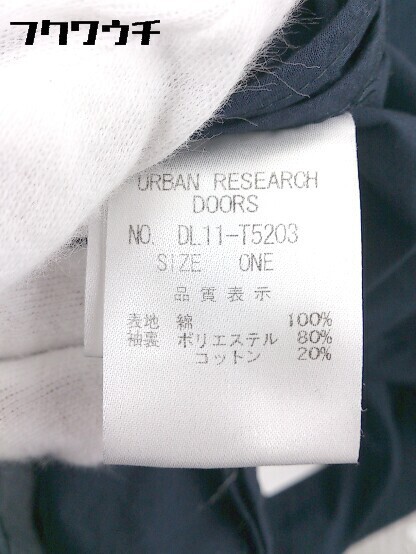 フクワウチ
URBAN RESEARCH
DOORS
NO. DL11-T5203
SIZE ONE
品質表示
表地 綿 100%
袖裏 ポリエステル 80%
コットン 20%